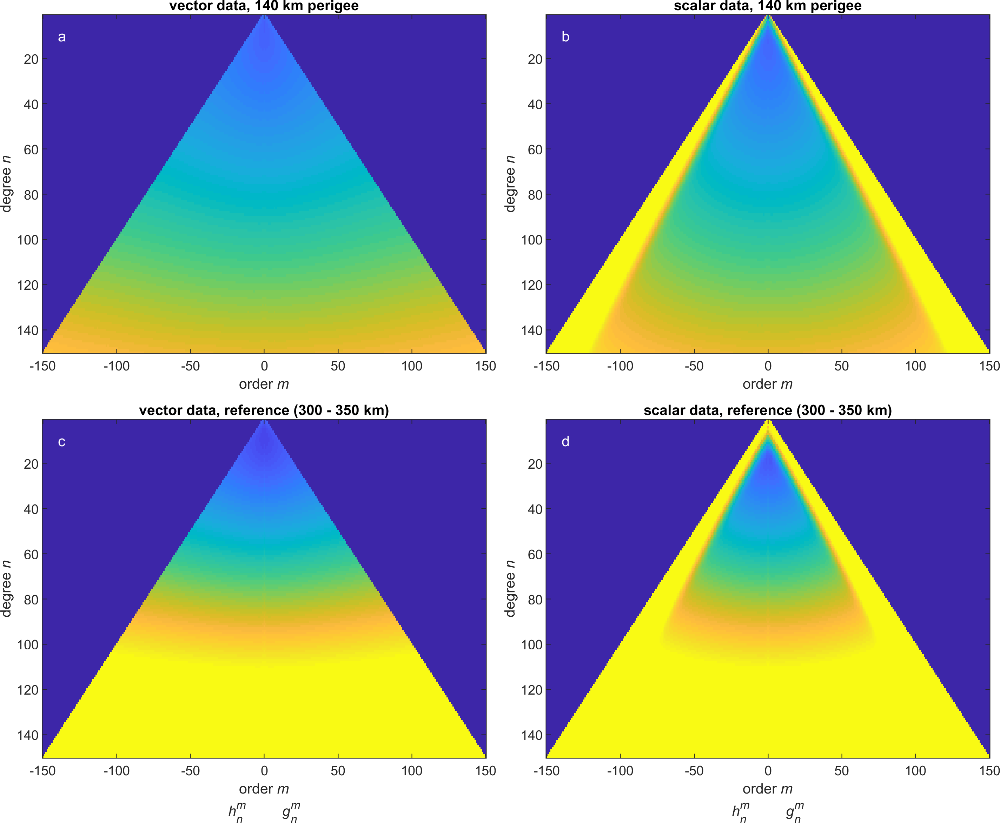 vector data, 140 km perigee
a
20
40
60
80
100
120
140
degree n
-150 -100 -50 0 50 100 150
order m
scalar data, 140 km perigee
b
20
40
60
80
100
120
140
degree n
-150 -100 -50 0 50 100 150
order m
vector data, reference (300 - 350 km)
c
20
40
60
80
100
120
140
degree n
-150 -100 -50 0 50 100 150
order m
h_n^m g_n^m
scalar data, reference (300 - 350 km)
d
20
40
60
80
100
120
140
degree n
-150 -100 -50 0 50 100 150
order m
h_n^m g_n^m